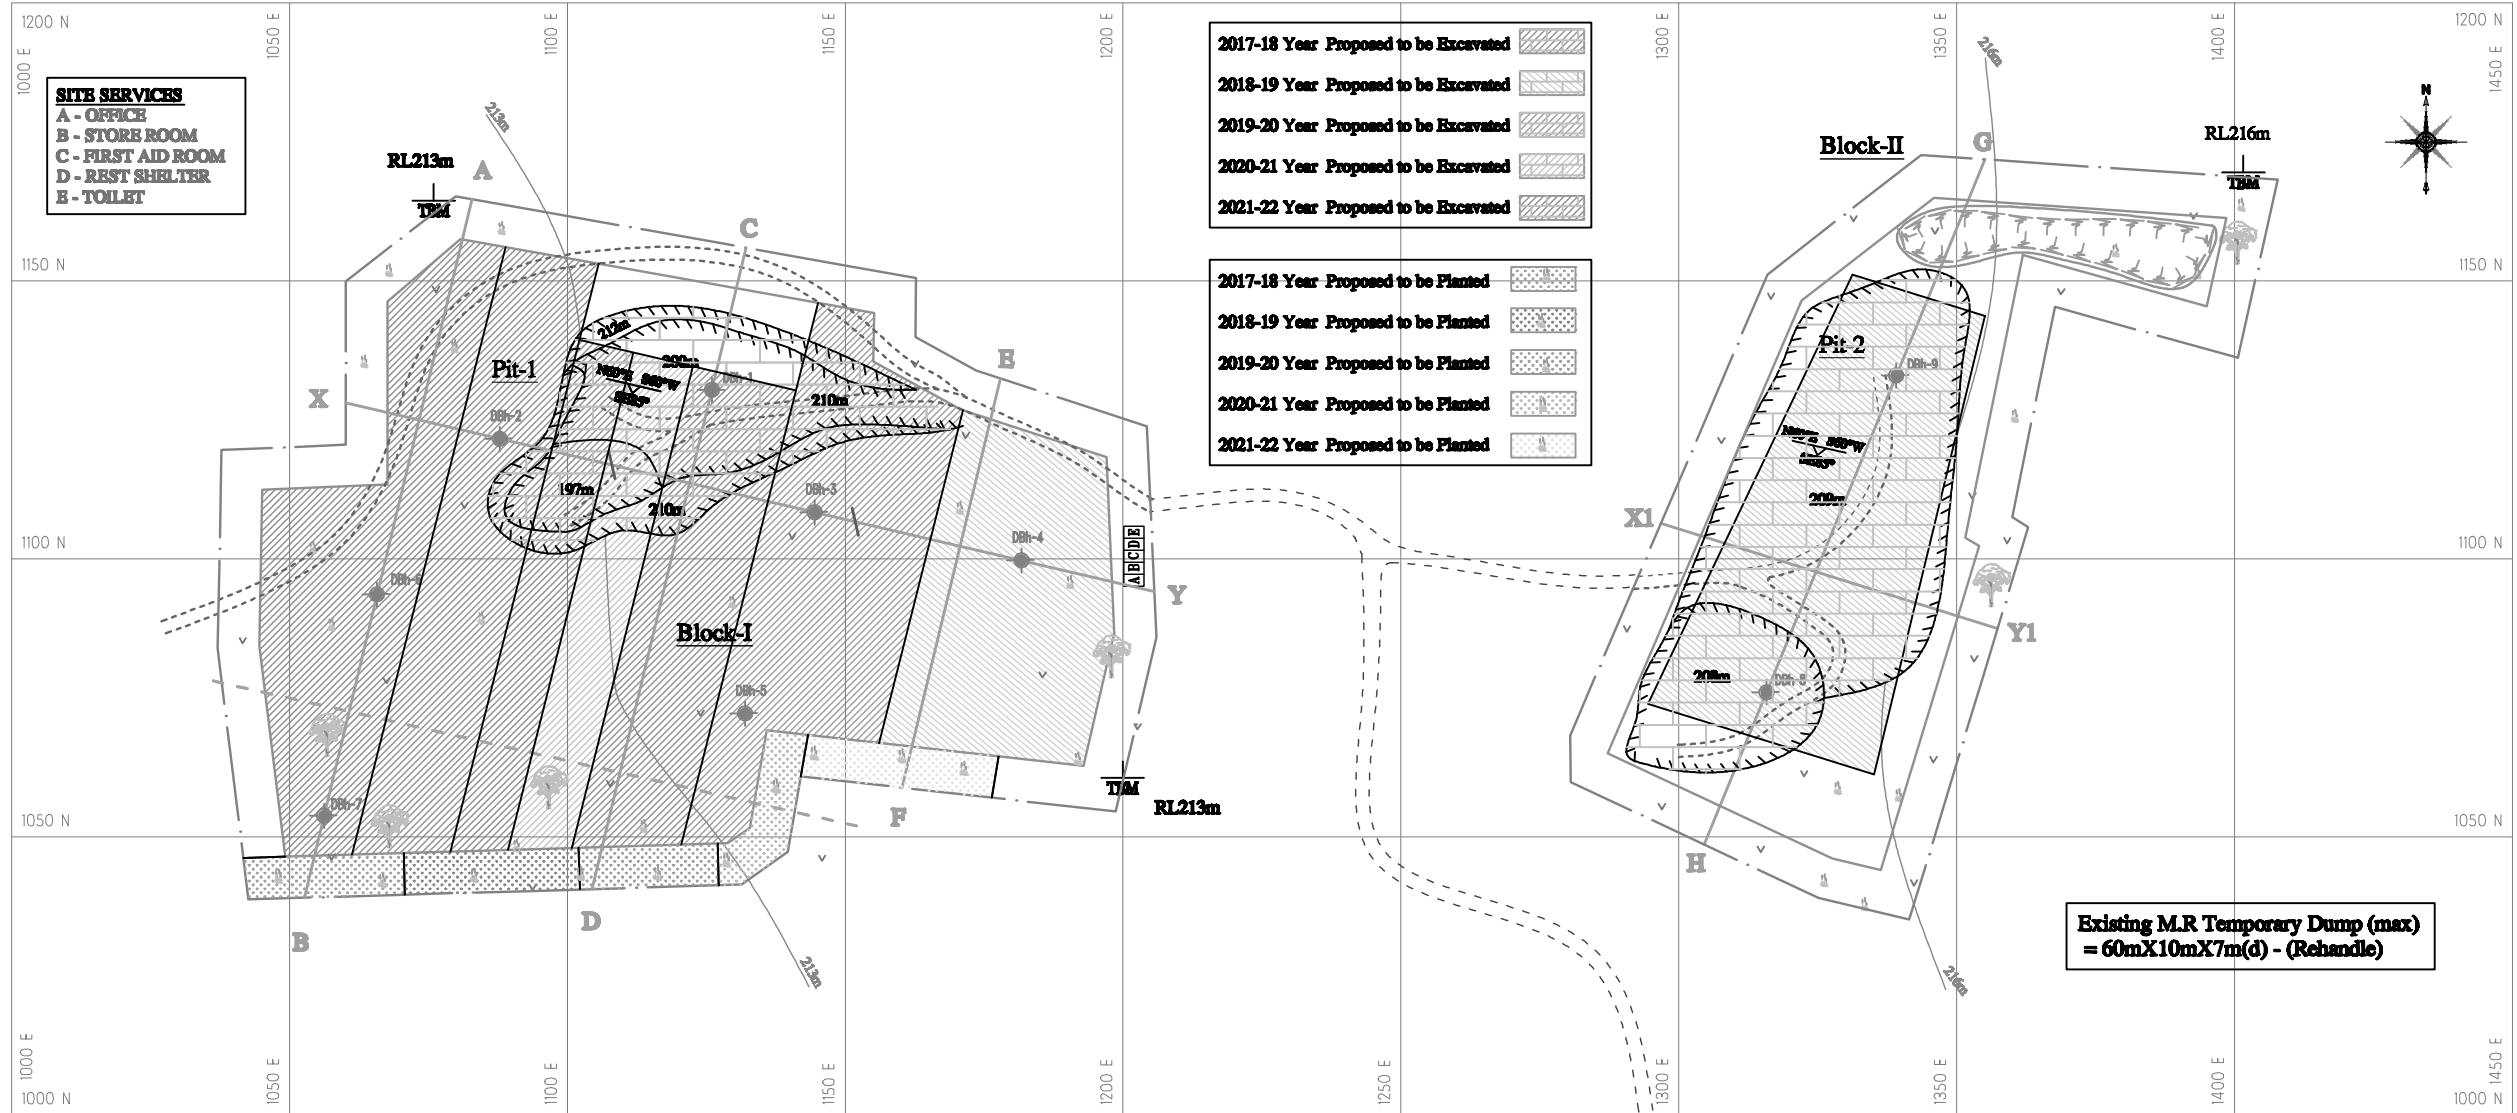 1200 N
1050 E
1100 E
1150 E
1200 E
1300 E
1350 E
1400 E
1200 N
1000 E
1450 E
SITE SERVICES
A - OFFICE
B - STORE ROOM
C - FIRST AID ROOM
D - REST SHELTER
E - TOILET
2017-18 Year Proposed to be Excavated
2018-19 Year Proposed to be Excavated
2019-20 Year Proposed to be Excavated
2020-21 Year Proposed to be Excavated
2021-22 Year Proposed to be Excavated
2017-18 Year Proposed to be Planted
2018-19 Year Proposed to be Planted
2019-20 Year Proposed to be Planted
2020-21 Year Proposed to be Planted
2021-22 Year Proposed to be Planted
N
213m
216m
RL213m
TBM
A
C
E
G
Block-II
RL216m
TBM
1150 N
1150 N
212m
Pit-1
Pit-2
DBh-1
DBh-9
X
210m
DBh-2
197m
210m
DBh-3
209m
X1
DBh-4
1100 N
1100 N
A B C D E
DBh-6
Y
Block-I
Y1
DBh-5
208m
DBh-8
TBM
RL213m
DBh-7
1050 N
1050 N
F
H
B
D
213m
216m
Existing M.R Temporary Dump (max)
= 60mX10mX7m(d) - (Rehandle)
1000 E
1050 E
1100 E
1150 E
1200 E
1250 E
1300 E
1350 E
1400 E
1450 E
1000 N
1000 N